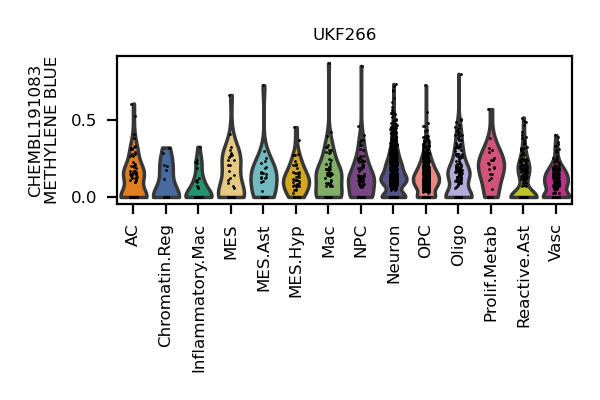 UKF266
CHEMBL191083
METHYLENE BLUE
0.5
0.0
AC
Chromatin.Reg
Inflammatory.Mac
MES
MES.Ast
MES.Hyp
Mac
NPC
Neuron
OPC
Oligo
Prolif.Metab
Reactive.Ast
Vasc